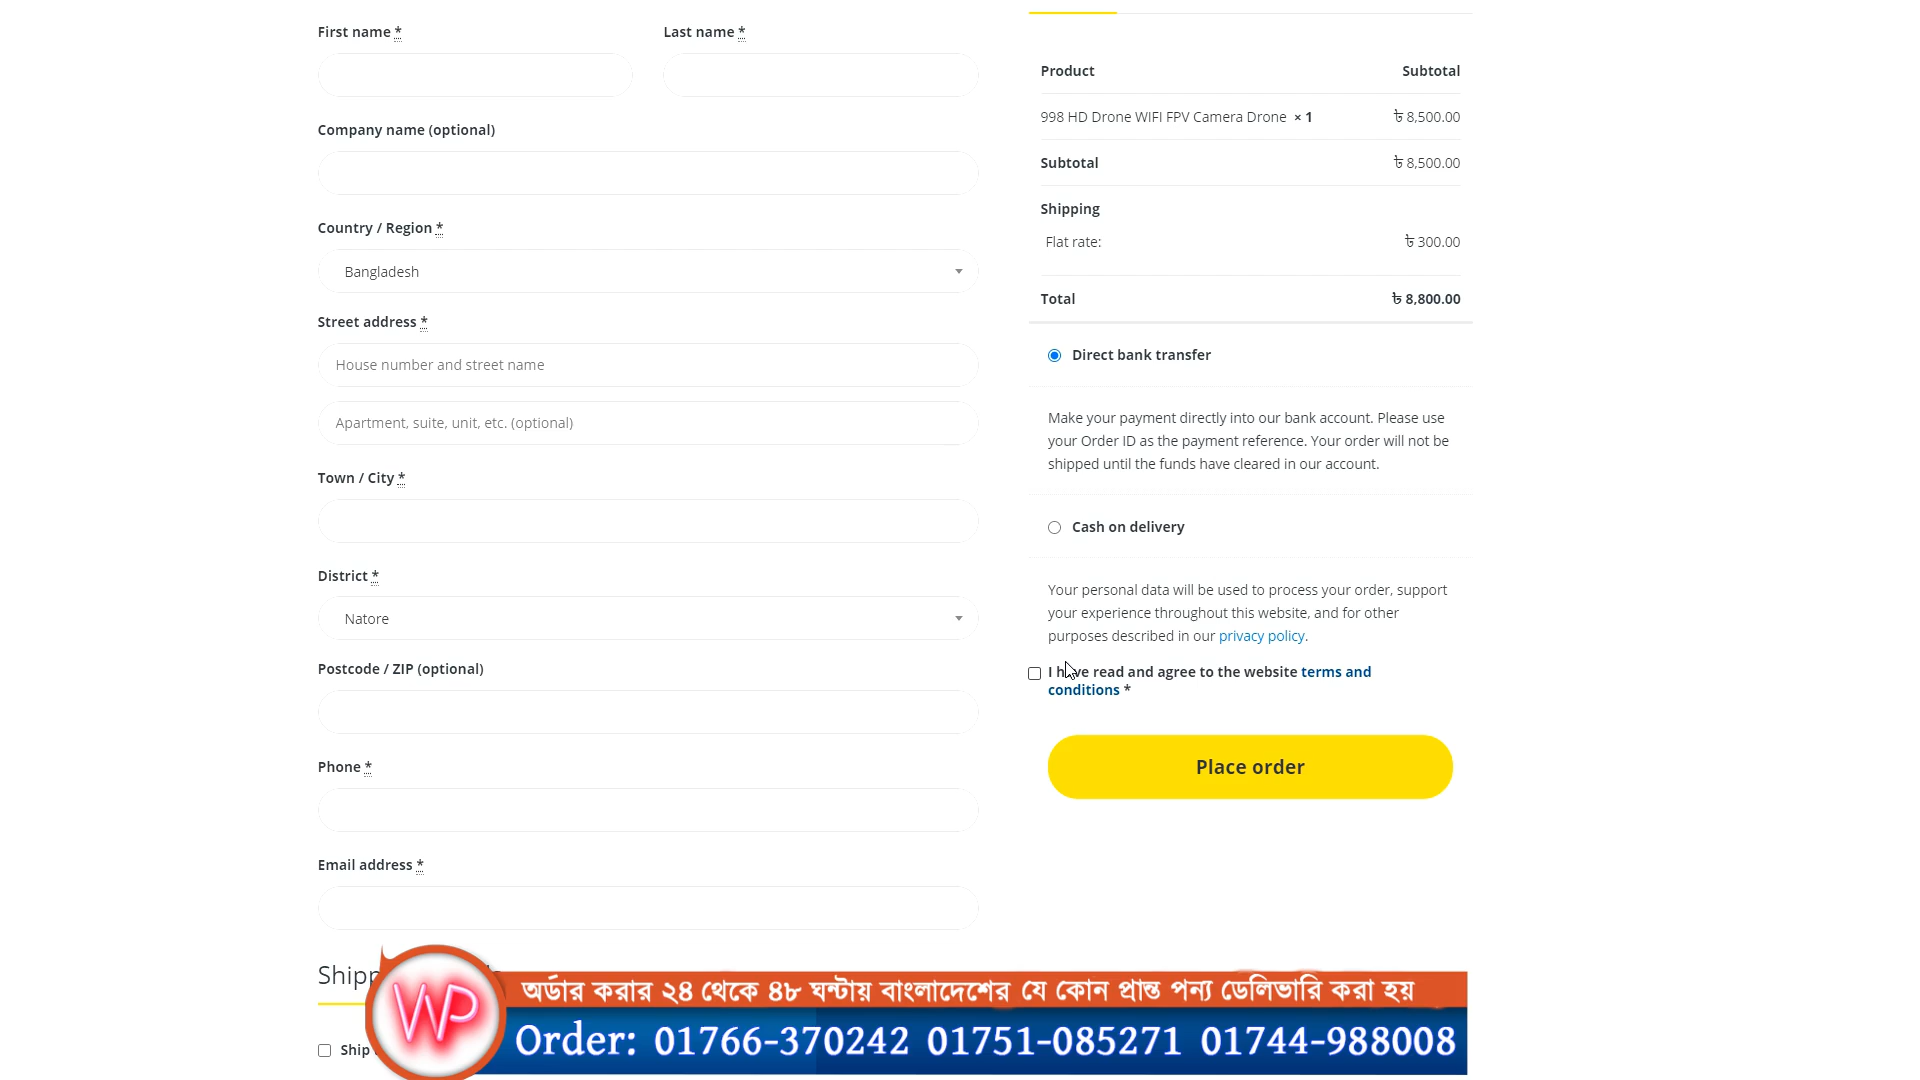 First name *
Last name *
Company name (optional)
Country / Region *
Bangladesh
Street address *
House number and street name
Apartment, suite, unit, etc. (optional)
Town / City *
District *
Natore
Postcode / ZIP (optional)
Phone *
Email address *
Product Subtotal
998 HD Drone WIFI FPV Camera Drone × 1 ৳ 8,500.00
Subtotal ৳ 8,500.00
Shipping
Flat rate: ৳ 300.00
Total ৳ 8,800.00
Direct bank transfer
Make your payment directly into our bank account. Please use
your Order ID as the payment reference. Your order will not be
shipped until the funds have cleared in our account.
Cash on delivery
Your personal data will be used to process your order, support
your experience throughout this website, and for other
purposes described in our privacy policy.
I have read and agree to the website terms and
conditions *
Place order
Ship
WP
অর্ডার করার ২৪ থেকে ৪৮ ঘন্টায় বাংলাদেশের যে কোন প্রান্ত পন্য ডেলিভারি করা হয়
Order: 01766-370242 01751-085271 01744-988008